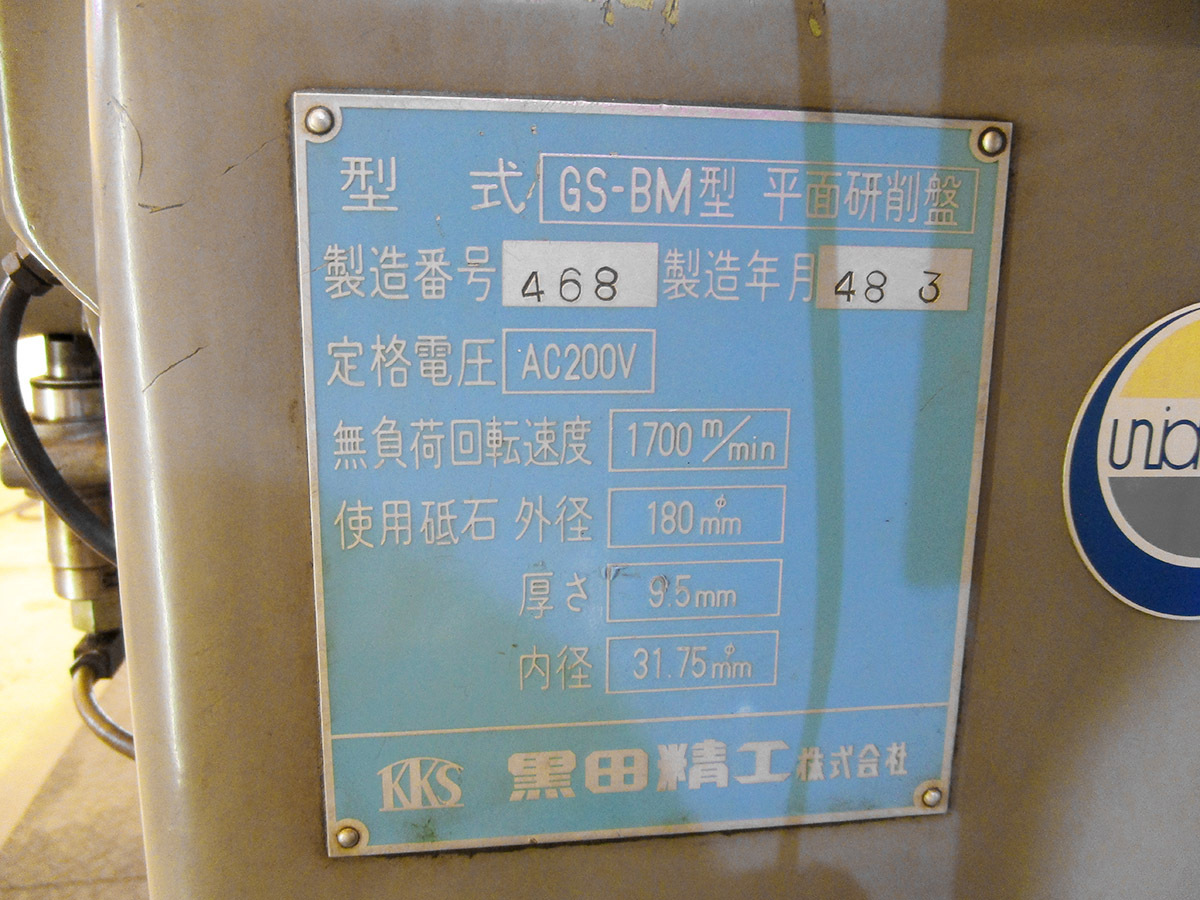 型式 GS-BM型 平面研削盤
製造番号 468 製造年月 48 3
定格電圧 AC200V
無負荷回転速度 1700 m/min
使用砥石 外径 180 φ mm
厚さ 9.5mm
内径 31.75 φ mm
KKS 黒田精工株式会社